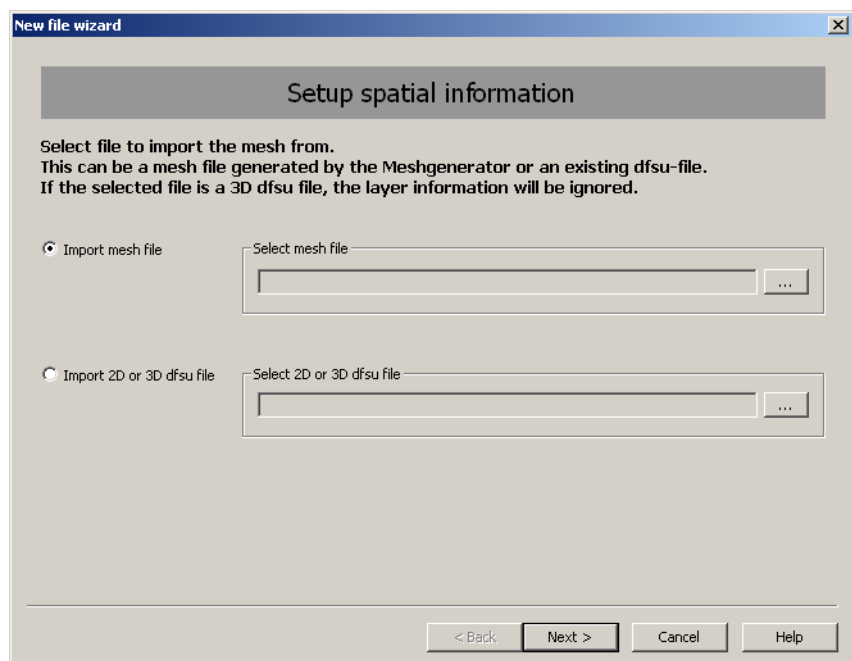 New file wizard
Setup spatial information
Select file to import the mesh from.
This can be a mesh file generated by the Meshgenerator or an existing dfsu-file.
If the selected file is a 3D dfsu file, the layer information will be ignored.
Import mesh file
Select mesh file
...
Import 2D or 3D dfsu file
Select 2D or 3D dfsu file
...
< Back Next > Cancel Help